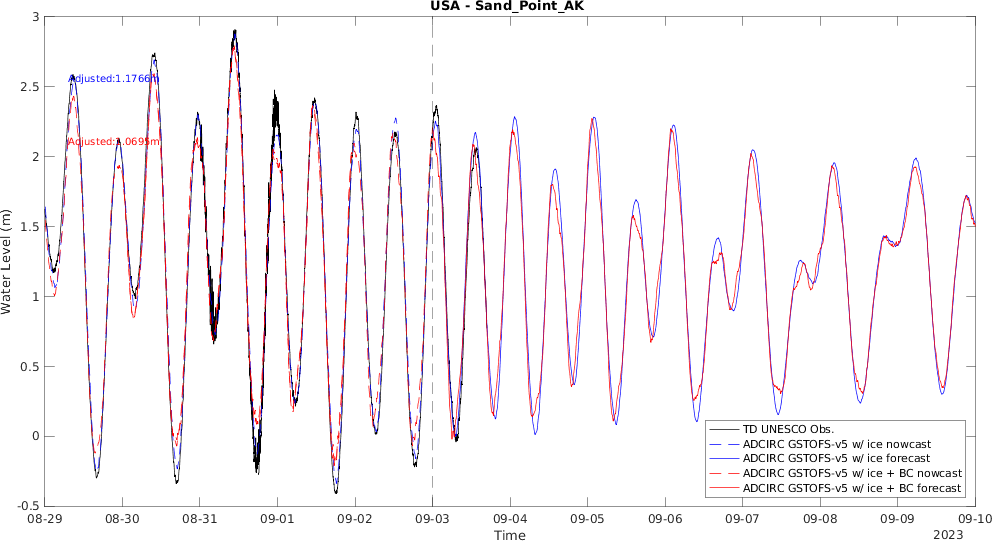 USA - Sand_Point_AK
3
2.5
2
1.5
1
0.5
0
-0.5
Water Level (m)
Adjusted:1.1766m
Adjusted:1.0695m
TD UNESCO Obs.
ADCIRC GSTOFS-v5 w/ ice nowcast
ADCIRC GSTOFS-v5 w/ ice forecast
ADCIRC GSTOFS-v5 w/ ice + BC nowcast
ADCIRC GSTOFS-v5 w/ ice + BC forecast
08-29 08-30 08-31 09-01 09-02 09-03 09-04 09-05 09-06 09-07 09-08 09-09 09-10
Time
2023